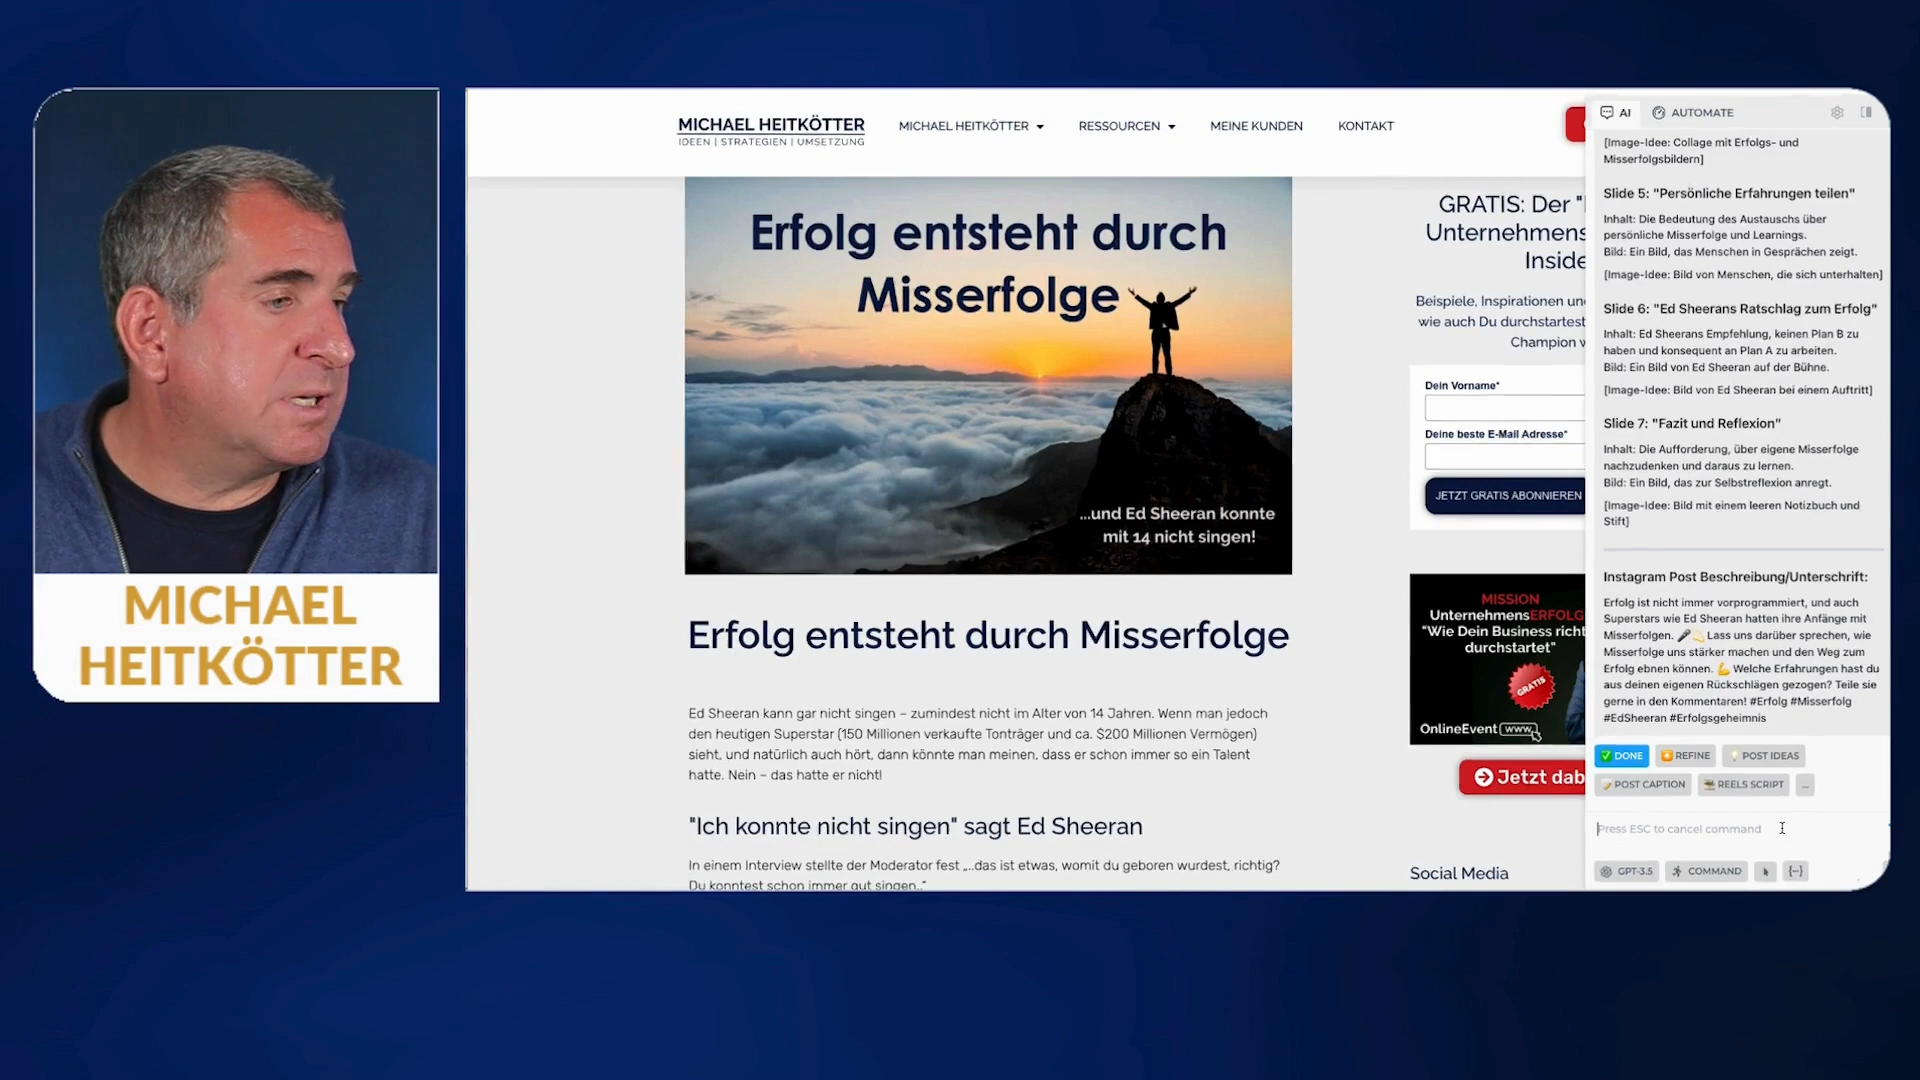 MICHAEL
HEITKÖTTER
MICHAEL HEITKÖTTER
IDEEN | STRATEGIEN | UMSETZUNG
MICHAEL HEITKÖTTER
RESSOURCEN
MEINE KUNDEN
KONTAKT
Erfolg entsteht durch
Misserfolge
...und Ed Sheeran konnte
mit 14 nicht singen!
Erfolg entsteht durch Misserfolge
Ed Sheeran kann gar nicht singen – zumindest nicht im Alter von 14 Jahren. Wenn man jedoch
den heutigen Superstar (150 Millionen verkaufte Tonträger und ca. $200 Millionen Vermögen)
sieht, und natürlich auch hört, dann könnte man meinen, dass er schon immer so ein Talent
hatte. Nein – das hatte er nicht!
"Ich konnte nicht singen" sagt Ed Sheeran
In einem Interview stellte der Moderator fest „...das ist etwas, womit du geboren wurdest, richtig?
Du konntest schon immer gut singen.."
GRATIS: Der "
Unternehmens
Inside
Beispiele, Inspirationen un
wie auch Du durchstartest
Champion
Dein Vorname*
Deine beste E-Mail Adresse*
JETZT GRATIS ABONNIEREN
MISSION
UnternehmensERFOLG
"Wie Dein Business richt
durchstartet"
GRATIS
OnlineEvent www.
Jetzt dab
Social Media
AI
AUTOMATE
[Image-Idee: Collage mit Erfolgs- und
Misserfolgsbildern]
Slide 5: "Persönliche Erfahrungen teilen"
Inhalt: Die Bedeutung des Austauschs über
persönliche Misserfolge und Learnings.
Bild: Ein Bild, das Menschen in Gesprächen zeigt.
[Image-Idee: Bild von Menschen, die sich unterhalten]
Slide 6: "Ed Sheerans Ratschlag zum Erfolg"
Inhalt: Ed Sheerans Empfehlung, keinen Plan B zu
haben und konsequent an Plan A zu arbeiten.
Bild: Ein Bild von Ed Sheeran auf der Bühne.
[Image-Idee: Bild von Ed Sheeran bei einem Auftritt]
Slide 7: "Fazit und Reflexion"
Inhalt: Die Aufforderung, über eigene Misserfolge
nachzudenken und daraus zu lernen.
Bild: Ein Bild, das zur Selbstreflexion anregt.
[Image-Idee: Bild mit einem leeren Notizbuch und
Stift]
Instagram Post Beschreibung/Unterschrift:
Erfolg ist nicht immer vorprogrammiert, und auch
Superstars wie Ed Sheeran hatten ihre Anfänge mit
Misserfolgen. 🎤💫 Lass uns darüber sprechen, wie
Misserfolge uns stärker machen und den Weg zum
Erfolg ebnen können. 💪 Welche Erfahrungen hast du
aus deinen eigenen Rückschlägen gezogen? Teile sie
gerne in den Kommentaren! #Erfolg #Misserfolg
#EdSheeran #Erfolgsgeheimnis
DONE
REFINE
POST IDEAS
POST CAPTION
REELS SCRIPT
...
Press ESC to cancel command
GPT-3.5
COMMAND